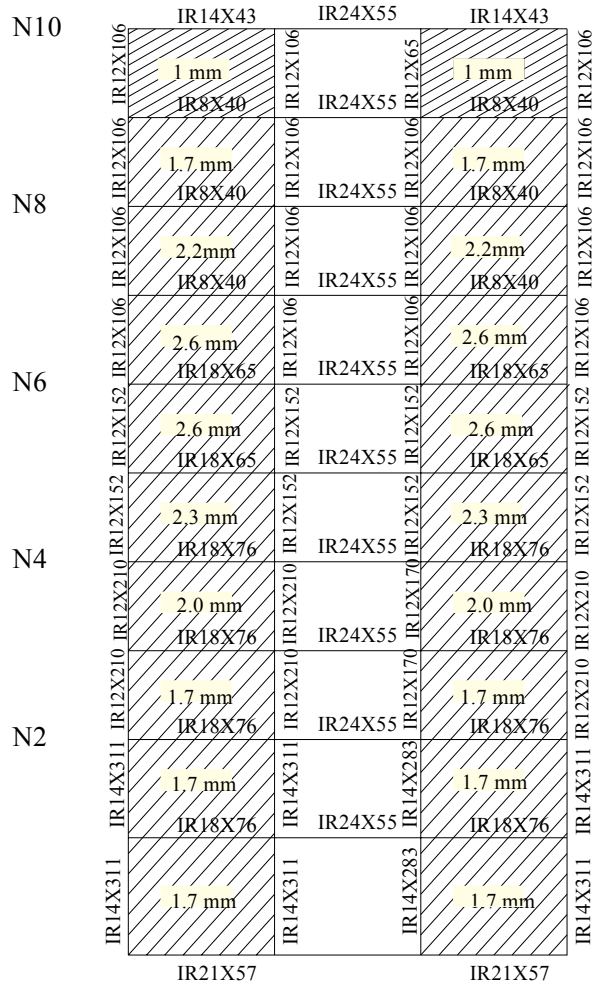 N10
IR14X43
IR24X55
IR14X43
IR12X106
1 mm
IR12X106
IR12X65
1 mm
IR12X106
IR8X40
IR24X55
IR8X40
IR12X106
1.7 mm
IR12X106
IR12X106
1.7 mm
IR12X106
N8
IR8X40
IR24X55
IR8X40
IR12X106
2.2mm
IR12X106
IR12X106
2.2mm
IR12X106
IR8X40
IR24X55
IR8X40
IR12X106
2.6 mm
IR12X106
IR12X106
2.6 mm
IR12X106
N6
IR18X65
IR24X55
IR18X65
IR12X152
2.6 mm
IR12X152
IR12X152
2.6 mm
IR12X152
IR18X65
IR24X55
IR18X65
IR12X152
2.3 mm
IR12X152
IR12X152
2.3 mm
IR12X152
N4
IR18X76
IR24X55
IR18X76
IR12X210
2.0 mm
IR12X210
IR12X170
2.0 mm
IR12X210
IR18X76
IR24X55
IR18X76
IR12X210
1.7 mm
IR12X210
IR12X170
1.7 mm
IR12X210
N2
IR18X76
IR24X55
IR18X76
IR14X311
1.7 mm
IR14X311
IR14X283
1.7 mm
IR14X311
IR18X76
IR24X55
IR18X76
IR14X311
1.7 mm
IR14X311
IR14X283
1.7 mm
IR14X311
IR21X57
IR21X57